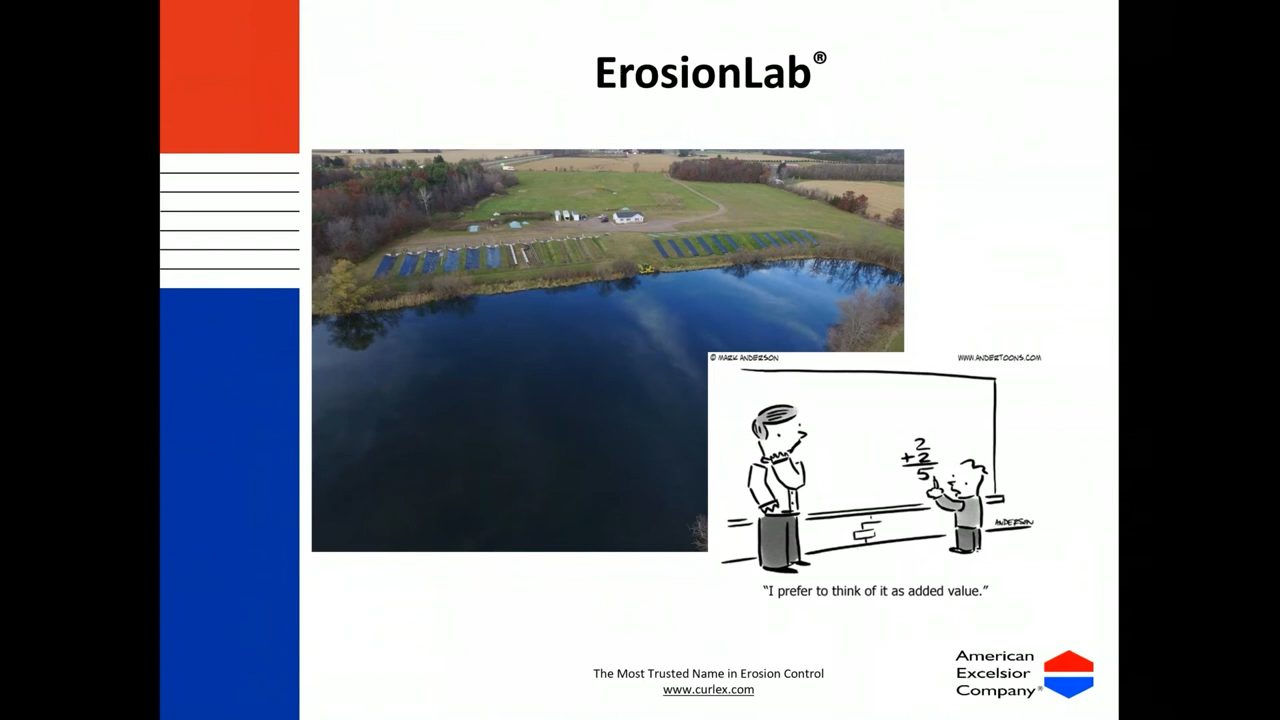 ErosionLab®
© MARK ANDERSON
WWW.ANDERTOONS.COM
2
+2
5
ANDERSON
“I prefer to think of it as added value.”
The Most Trusted Name in Erosion Control
www.curlex.com
American
Excelsior
Company®